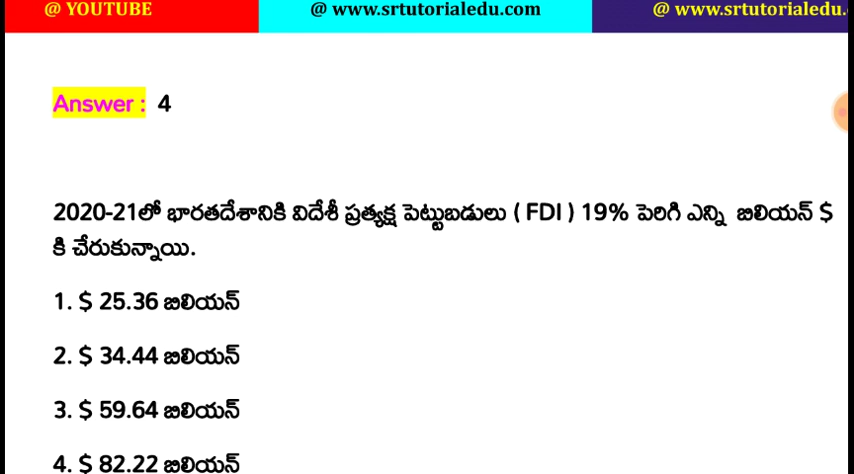 @ YOUTUBE @ www.srtutorialedu.com @ www.srtutorialedu.
Answer : 4
2020-21లో భారతదేశానికి విదేశీ ప్రత్యక్ష పెట్టుబడులు ( FDI ) 19% పెరిగి ఎన్ని బిలియన్ $
కి చేరుకున్నాయి.
1. $ 25.36 బిలియన్
2. $ 34.44 బిలియన్
3. $ 59.64 బిలియన్
4. $ 82.22 బిలియన్